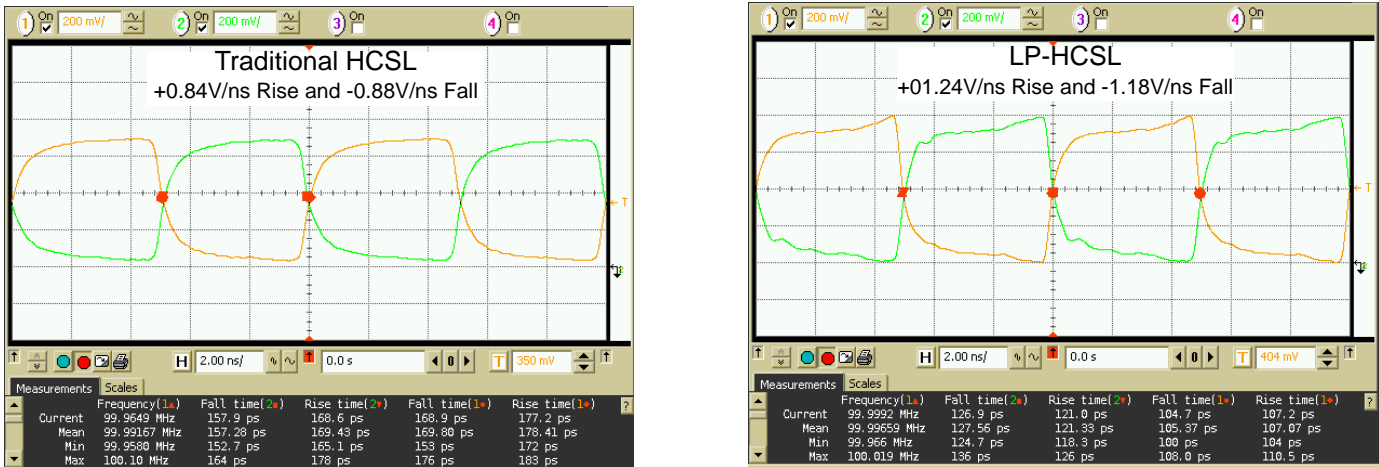 1 On 200 mV/ 2 On 200 mV/ 3 On 4 On
Traditional HCSL
+0.84V/ns Rise and -0.88V/ns Fall
T
H 2.00 ns/ 0.0 s 0 T 350 mV
Measurements Scales
Frequency(1) Fall time(2) Rise time(2) Fall time(1) Rise time(1) ?
Current 99.9649 MHz 157.9 ps 168.6 ps 168.9 ps 177.2 ps
Mean 99.99167 MHz 157.28 ps 169.43 ps 169.80 ps 178.41 ps
Min 99.9580 MHz 152.7 ps 165.1 ps 153 ps 172 ps
Max 100.10 MHz 164 ps 178 ps 176 ps 183 ps
1 On 200 mV/ 2 On 200 mV/ 3 On 4 On
LP-HCSL
+01.24V/ns Rise and -1.18V/ns Fall
T
H 2.00 ns/ 0.0 s 0 T 404 mV
Measurements Scales
Frequency(1) Fall time(2) Rise time(2) Fall time(1) Rise time(1) ?
Current 99.9992 MHz 126.9 ps 121.0 ps 104.7 ps 107.2 ps
Mean 99.99659 MHz 127.56 ps 121.33 ps 105.37 ps 107.07 ps
Min 99.966 MHz 124.7 ps 118.3 ps 100 ps 104 ps
Max 100.019 MHz 136 ps 126 ps 108.0 ps 110.5 ps